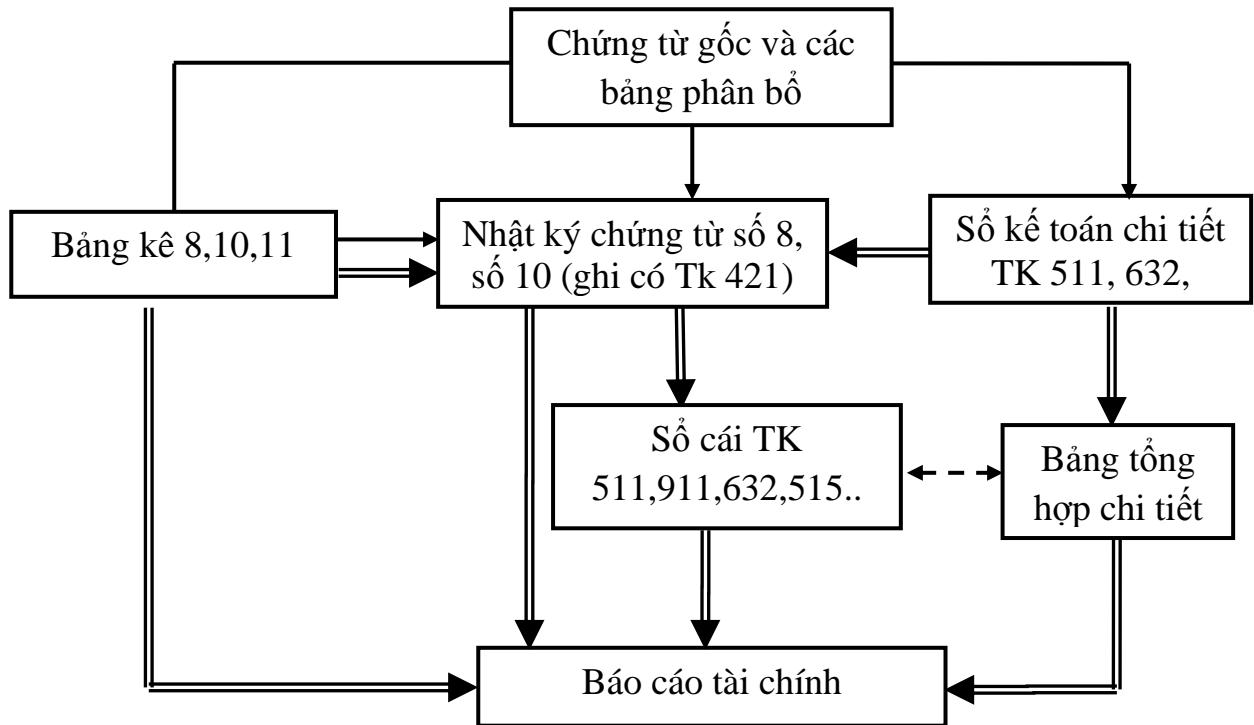 Chứng từ gốc và các
bảng phân bổ
Bảng kê 8,10,11
Nhật ký chứng từ số 8,
số 10 (ghi có Tk 421)
Sổ kế toán chi tiết
TK 511, 632,
Sổ cái TK
511,911,632,515..
Bảng tổng
hợp chi tiết
Báo cáo tài chính